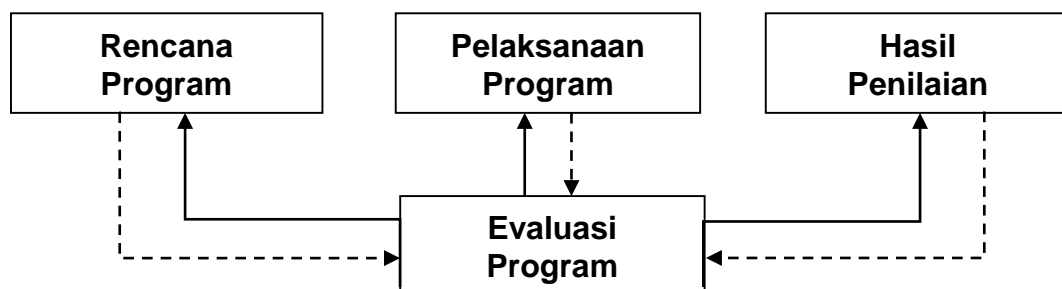 Rencana
Program
Pelaksanaan
Program
Hasil
Penilaian
Evaluasi
Program